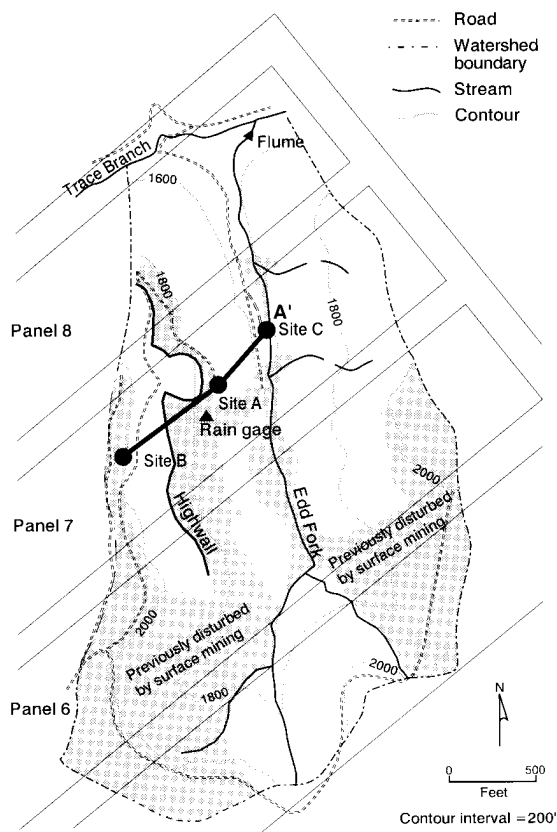 Road
Watershed
boundary
Stream
Contour
Flume
Trace Branch
1600
1800
A'
Site C
1800
Panel 8
Site A
Rain gage
Site B
2000
Highwall
Edd Fork
Previously disturbed
by surface mining
Panel 7
2000
Previously disturbed
by surface mining
2000
1800
Panel 6
N
0
500
Feet
Contour interval =200'